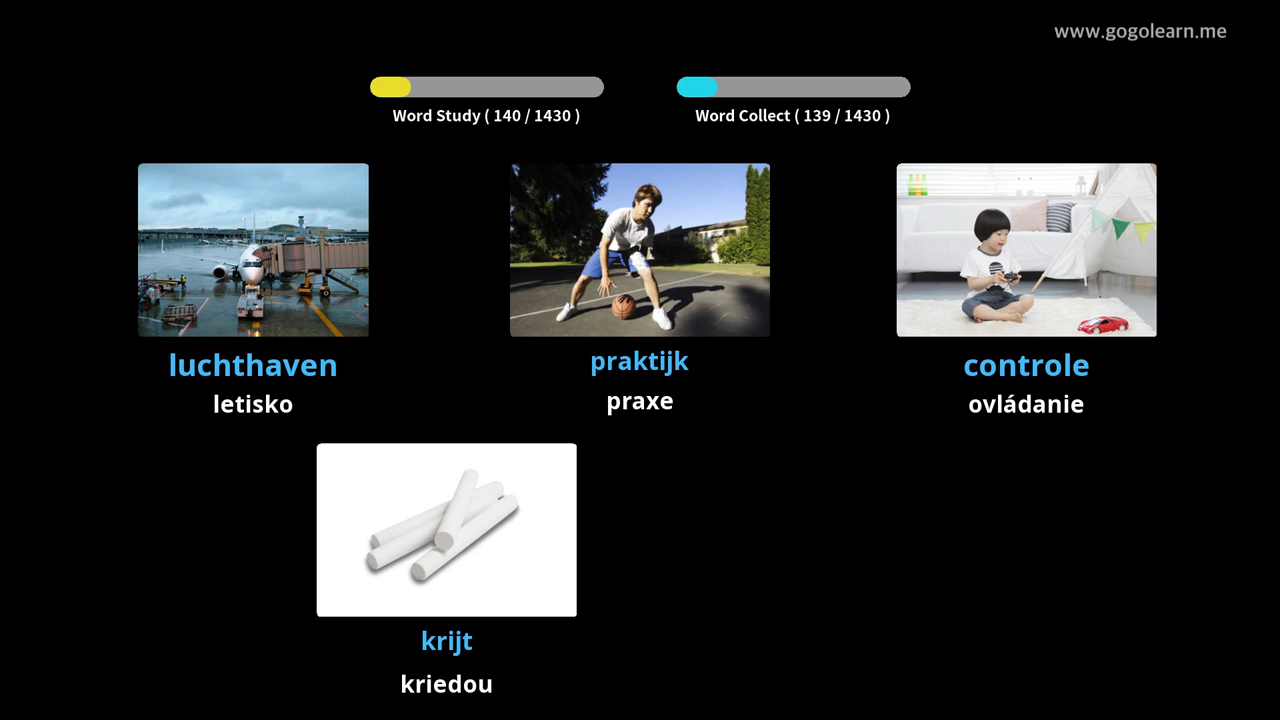 www.gogolearn.me
Word Study ( 140 / 1430 )
Word Collect ( 139 / 1430 )
luchthaven
letisko
praktijk
praxe
controle
ovládanie
krijt
kriedou